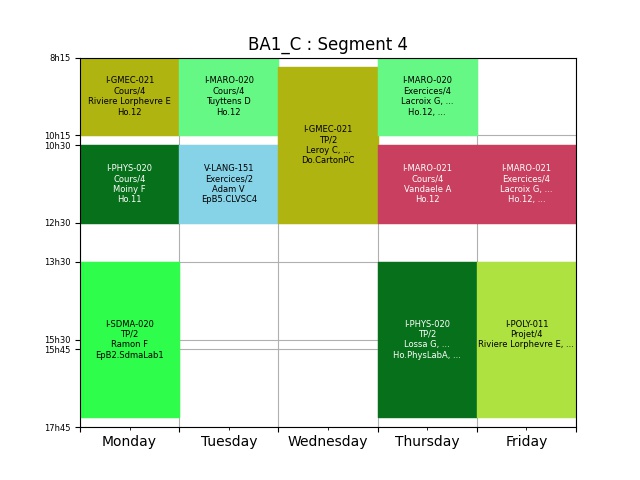 BA1_C : Segment 4
8h15
10h15
10h30
12h30
13h30
15h30
15h45
17h45
I-GMEC-021
Cours/4
Riviere Lorphevre E
Ho.12
I-MARO-020
Cours/4
Tuyttens D
Ho.12
I-GMEC-021
TP/2
Leroy C, ...
Do.CartonPC
I-MARO-020
Exercices/4
Lacroix G, ...
Ho.12, ...
I-PHYS-020
Cours/4
Moiny F
Ho.11
V-LANG-151
Exercices/2
Adam V
EpB5.CLVSC4
I-MARO-021
Cours/4
Vandaele A
Ho.12
I-MARO-021
Exercices/4
Lacroix G, ...
Ho.12, ...
I-SDMA-020
TP/2
Ramon F
EpB2.SdmaLab1
I-PHYS-020
TP/2
Lossa G, ...
Ho.PhysLabA, ...
I-POLY-011
Projet/4
Riviere Lorphevre E, ...
Monday
Tuesday
Wednesday
Thursday
Friday